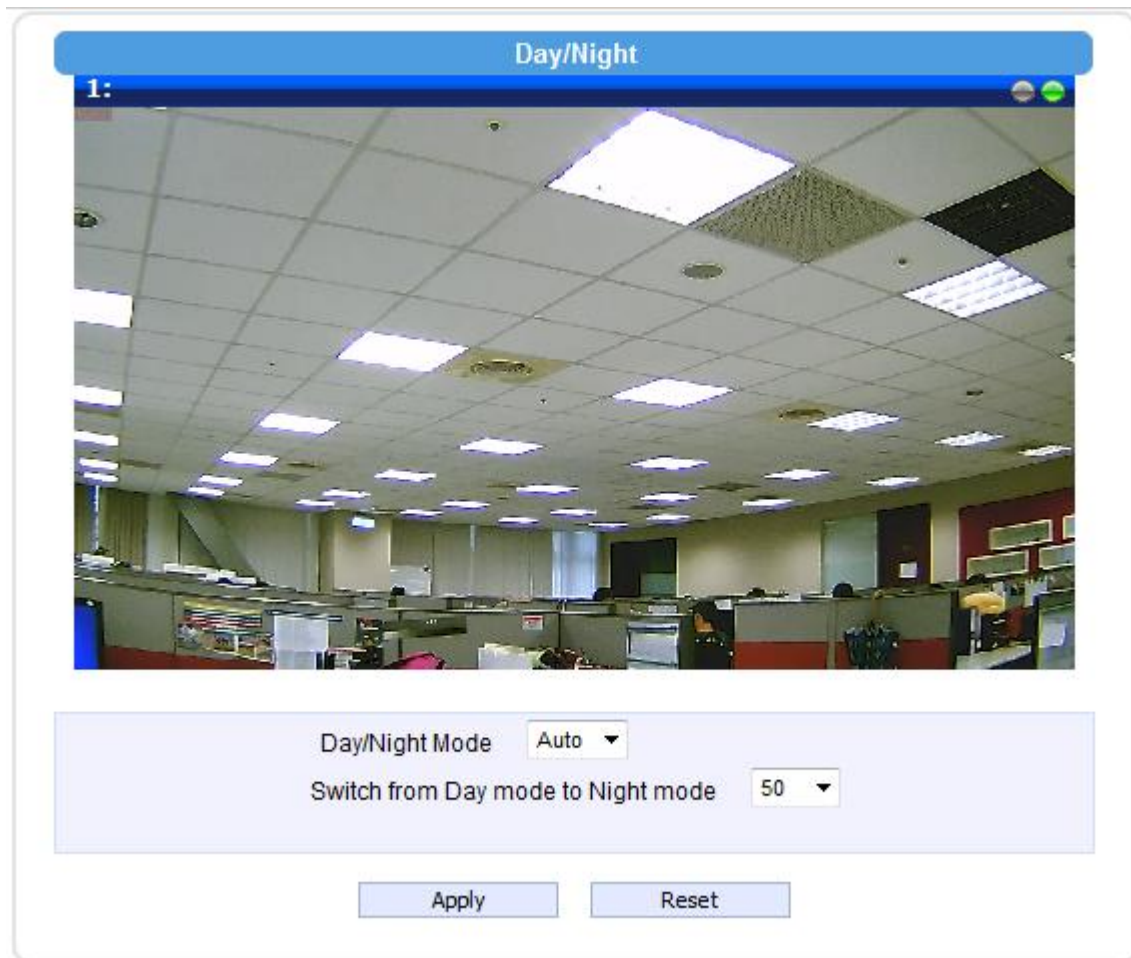 Day/Night
1:
Day/Night Mode Auto
Switch from Day mode to Night mode 50
Apply Reset